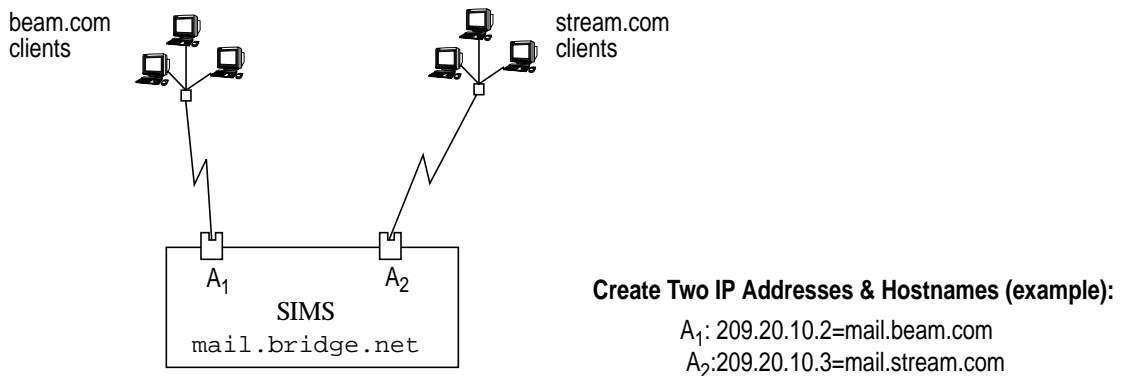 beam.com
clients
stream.com
clients
A1
A2
SIMS
mail.bridge.net
Create Two IP Addresses & Hostnames (example):
A1: 209.20.10.2=mail.beam.com
A2:209.20.10.3=mail.stream.com